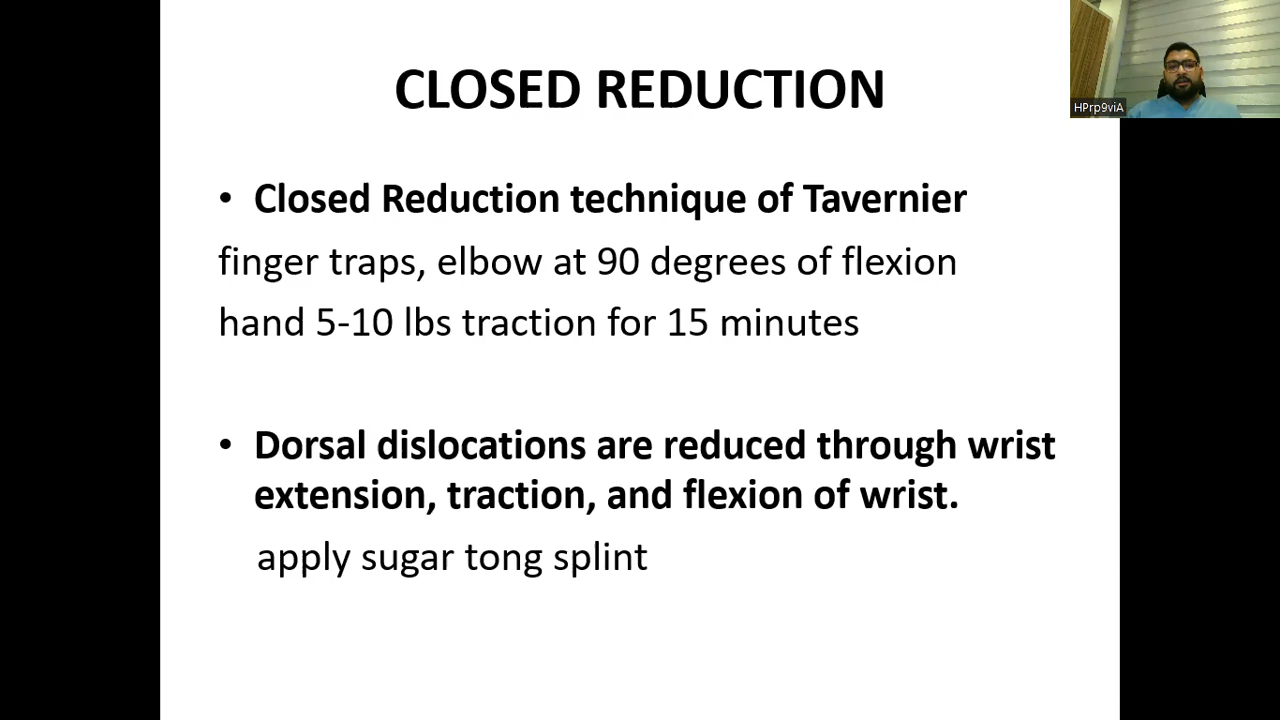 CLOSED REDUCTION
HPrp9viA
• Closed Reduction technique of Tavernier
finger traps, elbow at 90 degrees of flexion
hand 5-10 lbs traction for 15 minutes
• Dorsal dislocations are reduced through wrist
extension, traction, and flexion of wrist.
apply sugar tong splint